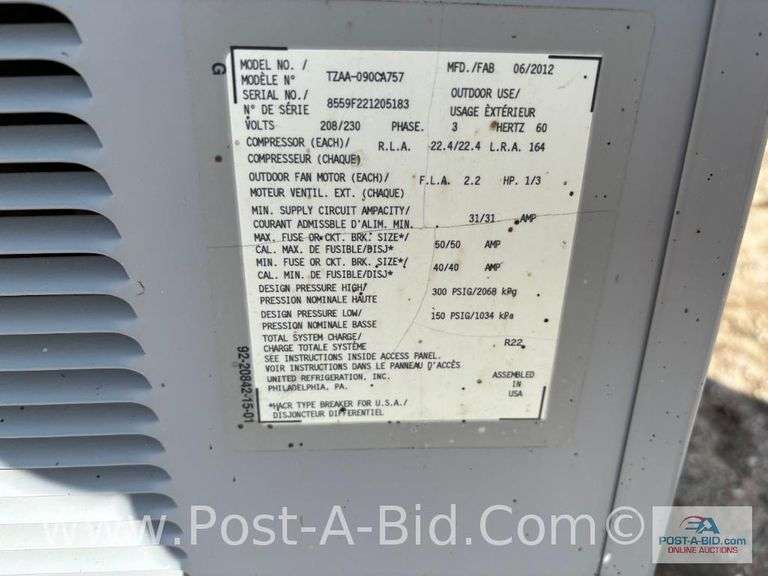 G
MODEL NO. / MFD./FAB 06/2012
MODÈLE N° TZAA-090CA757
SERIAL NO./ OUTDOOR USE/
N° DE SÉRIE 8559F221205183 USAGE ÈXTÉRIEUR
VOLTS 208/230 PHASE. 3 HERTZ 60
COMPRESSOR (EACH)/ R.L.A. 22.4/22.4 L.R.A. 164
COMPRESSEUR (CHAQUE)
OUTDOOR FAN MOTOR (EACH)/ F.L.A. 2.2 HP. 1/3
MOTEUR VENTIL. EXT. (CHAQUE)
MIN. SUPPLY CIRCUIT AMPACITY/ 31/31 AMP
COURANT ADMISSBLE D'ALIM. MIN.
MAX. FUSE OR CKT. BRK. SIZE*/ 50/50 AMP
CAL. MAX. DE FUSIBLE/BISJ*
MIN. FUSE OR CKT. BRK. SIZE*/ 40/40 AMP
CAL. MIN. DE FUSIBLE/DISJ*
DESIGN PRESSURE HIGH/ 300 PSIG/2068 kPg
PRESSION NOMINALE HAUTE
DESIGN PRESSURE LOW/ 150 PSIG/1034 kPa
PRESSION NOMINALE BASSE
TOTAL SYSTEM CHARGE/ R22
CHARGE TOTALE SYSTÈME
SEE INSTRUCTIONS INSIDE ACCESS PANEL.
VOIR INSTRUCTIONS DANS LE PANNEAU D'ACCÈS
UNITED REFRIGERATION, INC. ASSEMBLED
PHILADELPHIA, PA. IN
USA
*HACR TYPE BREAKER FOR U.S.A./
DISJONCTEUR DIFFERENTIEL
92-20842-15-01
www.Post-A-Bid.Com©
POST-A-BID.com
ONLINE AUCTIONS